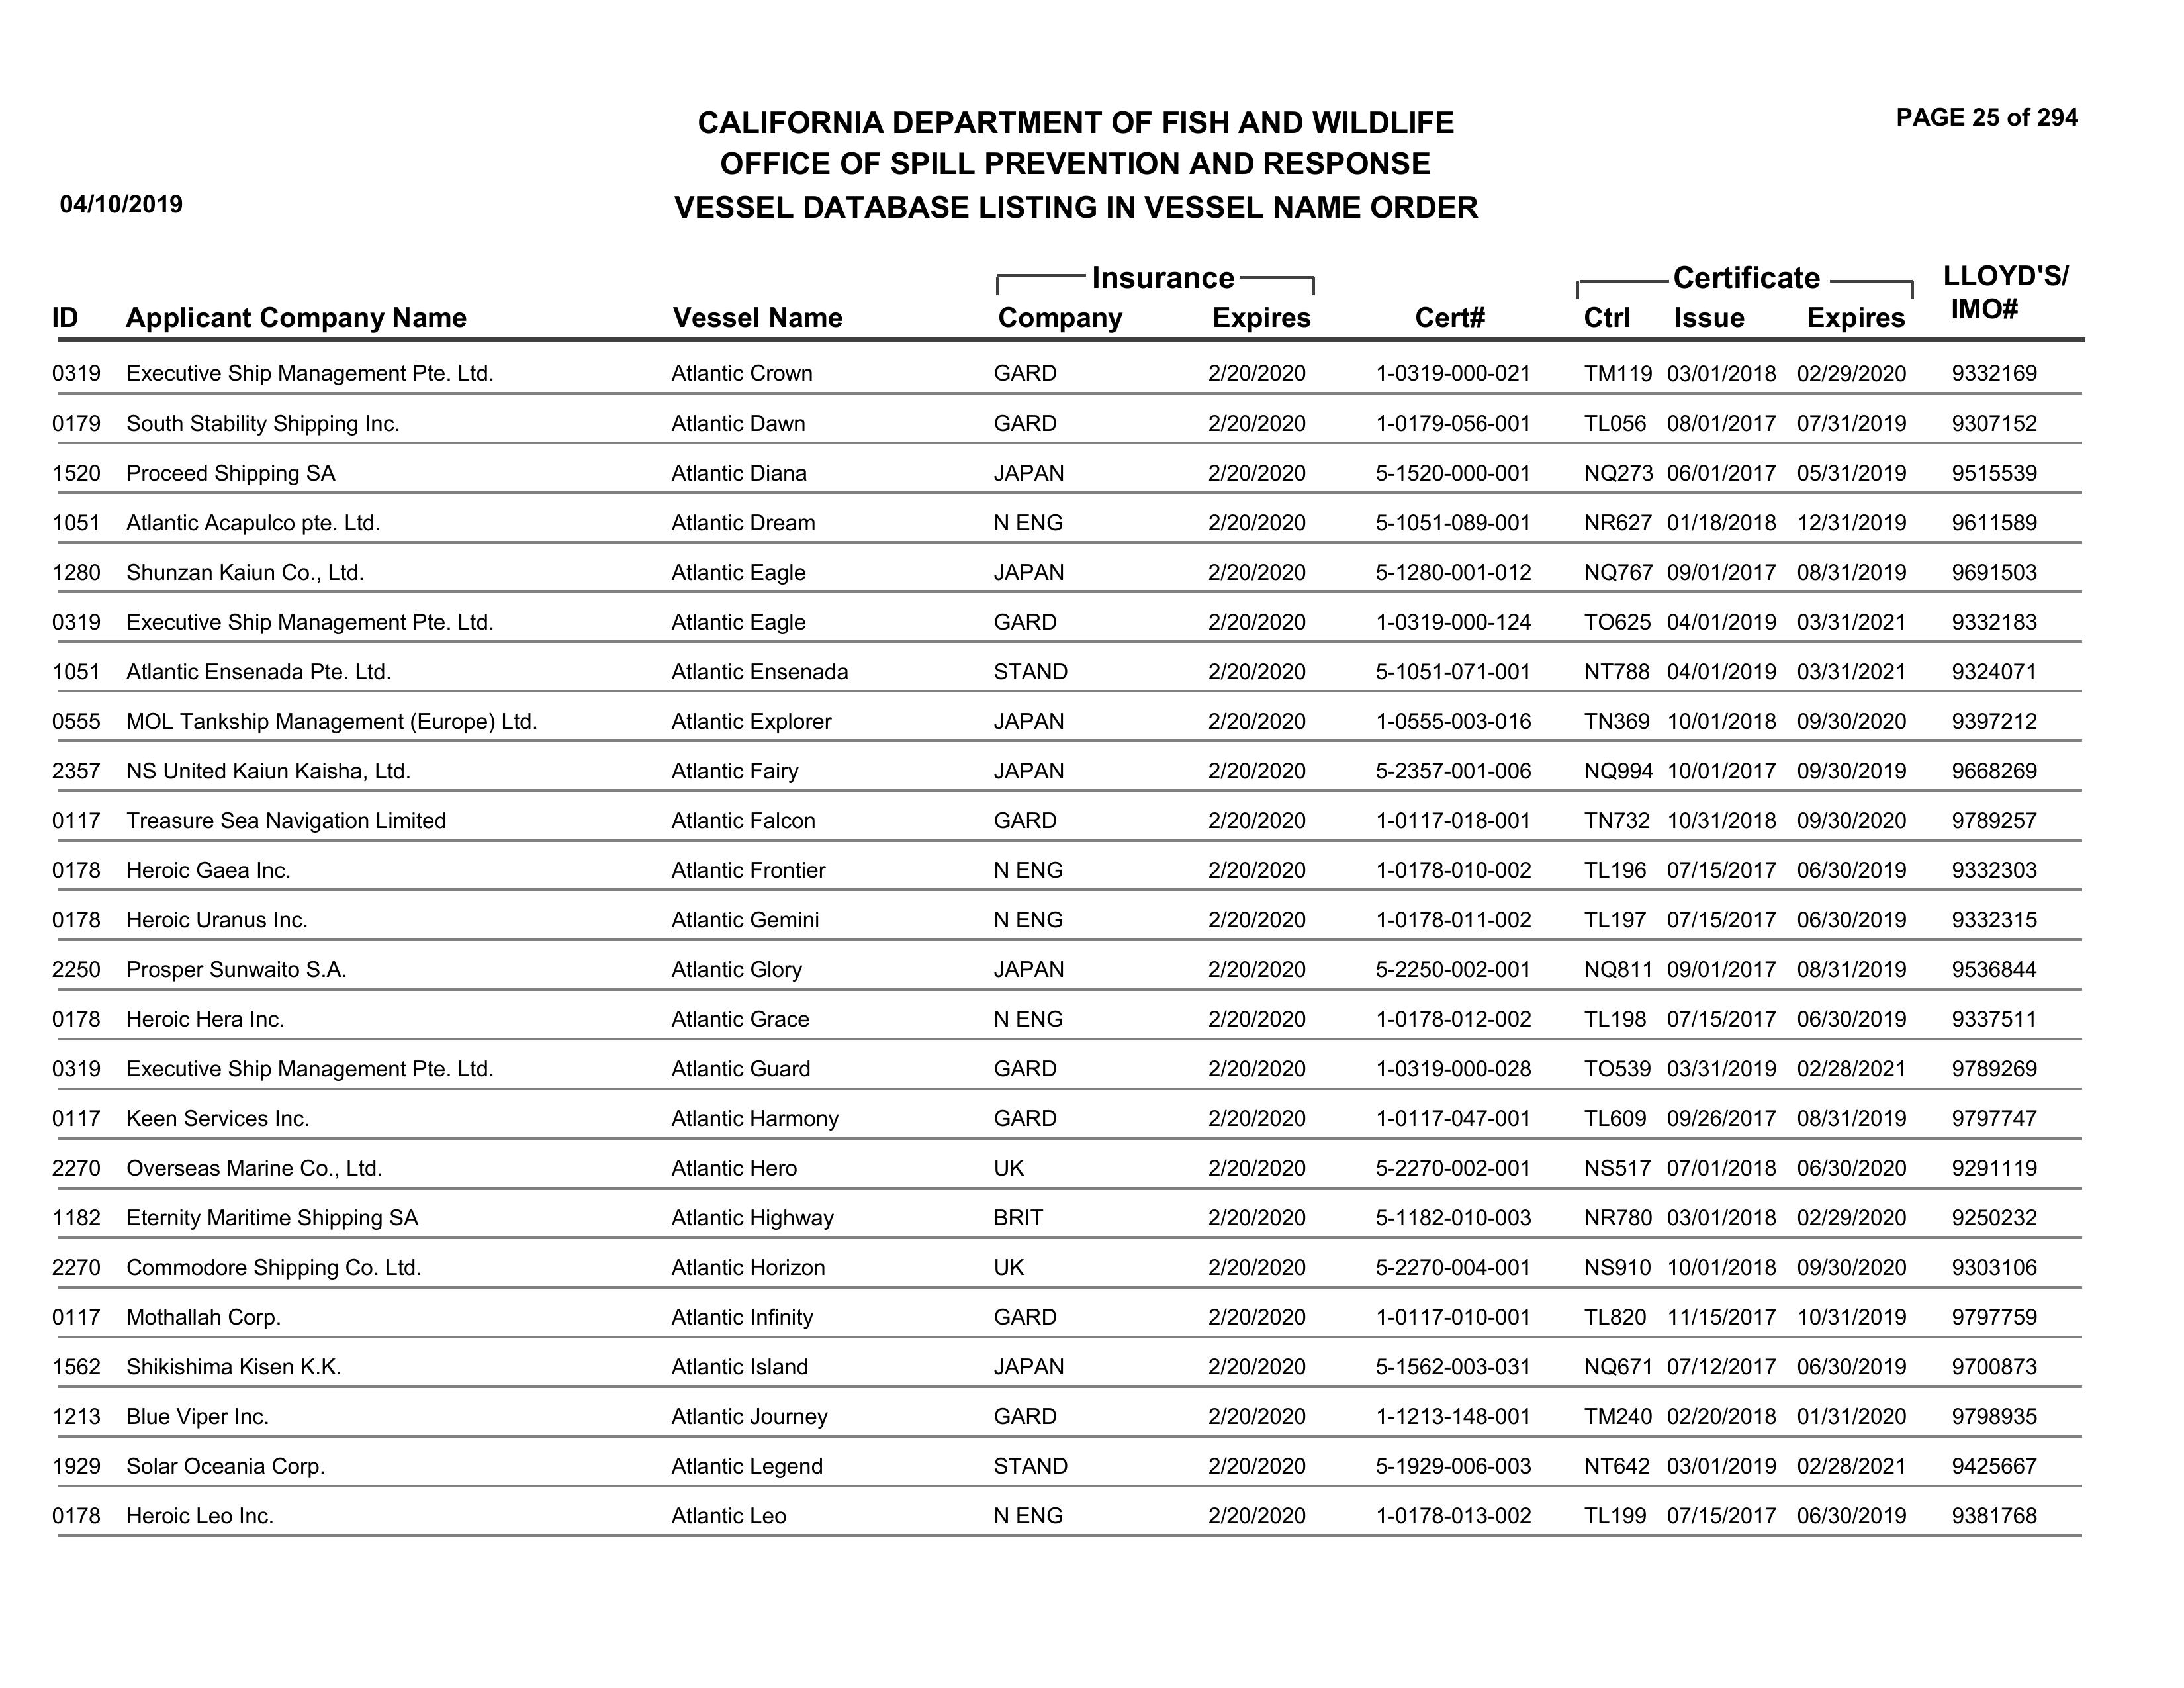 PAGE 25 of 294
CALIFORNIA DEPARTMENT OF FISH AND WILDLIFE
OFFICE OF SPILL PREVENTION AND RESPONSE
04/10/2019 VESSEL DATABASE LISTING IN VESSEL NAME ORDER
Insurance Certificate LLOYD'S/
ID Applicant Company Name Vessel Name Company Expires Cert# Ctrl Issue Expires IMO#
0319 Executive Ship Management Pte. Ltd. Atlantic Crown GARD 2/20/2020 1-0319-000-021 TM119 03/01/2018 02/29/2020 9332169
0179 South Stability Shipping Inc. Atlantic Dawn GARD 2/20/2020 1-0179-056-001 TL056 08/01/2017 07/31/2019 9307152
1520 Proceed Shipping SA Atlantic Diana JAPAN 2/20/2020 5-1520-000-001 NQ273 06/01/2017 05/31/2019 9515539
1051 Atlantic Acapulco pte. Ltd. Atlantic Dream N ENG 2/20/2020 5-1051-089-001 NR627 01/18/2018 12/31/2019 9611589
1280 Shunzan Kaiun Co., Ltd. Atlantic Eagle JAPAN 2/20/2020 5-1280-001-012 NQ767 09/01/2017 08/31/2019 9691503
0319 Executive Ship Management Pte. Ltd. Atlantic Eagle GARD 2/20/2020 1-0319-000-124 TO625 04/01/2019 03/31/2021 9332183
1051 Atlantic Ensenada Pte. Ltd. Atlantic Ensenada STAND 2/20/2020 5-1051-071-001 NT788 04/01/2019 03/31/2021 9324071
0555 MOL Tankship Management (Europe) Ltd. Atlantic Explorer JAPAN 2/20/2020 1-0555-003-016 TN369 10/01/2018 09/30/2020 9397212
2357 NS United Kaiun Kaisha, Ltd. Atlantic Fairy JAPAN 2/20/2020 5-2357-001-006 NQ994 10/01/2017 09/30/2019 9668269
0117 Treasure Sea Navigation Limited Atlantic Falcon GARD 2/20/2020 1-0117-018-001 TN732 10/31/2018 09/30/2020 9789257
0178 Heroic Gaea Inc. Atlantic Frontier N ENG 2/20/2020 1-0178-010-002 TL196 07/15/2017 06/30/2019 9332303
0178 Heroic Uranus Inc. Atlantic Gemini N ENG 2/20/2020 1-0178-011-002 TL197 07/15/2017 06/30/2019 9332315
2250 Prosper Sunwaito S.A. Atlantic Glory JAPAN 2/20/2020 5-2250-002-001 NQ811 09/01/2017 08/31/2019 9536844
0178 Heroic Hera Inc. Atlantic Grace N ENG 2/20/2020 1-0178-012-002 TL198 07/15/2017 06/30/2019 9337511
0319 Executive Ship Management Pte. Ltd. Atlantic Guard GARD 2/20/2020 1-0319-000-028 TO539 03/31/2019 02/28/2021 9789269
0117 Keen Services Inc. Atlantic Harmony GARD 2/20/2020 1-0117-047-001 TL609 09/26/2017 08/31/2019 9797747
2270 Overseas Marine Co., Ltd. Atlantic Hero UK 2/20/2020 5-2270-002-001 NS517 07/01/2018 06/30/2020 9291119
1182 Eternity Maritime Shipping SA Atlantic Highway BRIT 2/20/2020 5-1182-010-003 NR780 03/01/2018 02/29/2020 9250232
2270 Commodore Shipping Co. Ltd. Atlantic Horizon UK 2/20/2020 5-2270-004-001 NS910 10/01/2018 09/30/2020 9303106
0117 Mothallah Corp. Atlantic Infinity GARD 2/20/2020 1-0117-010-001 TL820 11/15/2017 10/31/2019 9797759
1562 Shikishima Kisen K.K. Atlantic Island JAPAN 2/20/2020 5-1562-003-031 NQ671 07/12/2017 06/30/2019 9700873
1213 Blue Viper Inc. Atlantic Journey GARD 2/20/2020 1-1213-148-001 TM240 02/20/2018 01/31/2020 9798935
1929 Solar Oceania Corp. Atlantic Legend STAND 2/20/2020 5-1929-006-003 NT642 03/01/2019 02/28/2021 9425667
0178 Heroic Leo Inc. Atlantic Leo N ENG 2/20/2020 1-0178-013-002 TL199 07/15/2017 06/30/2019 9381768